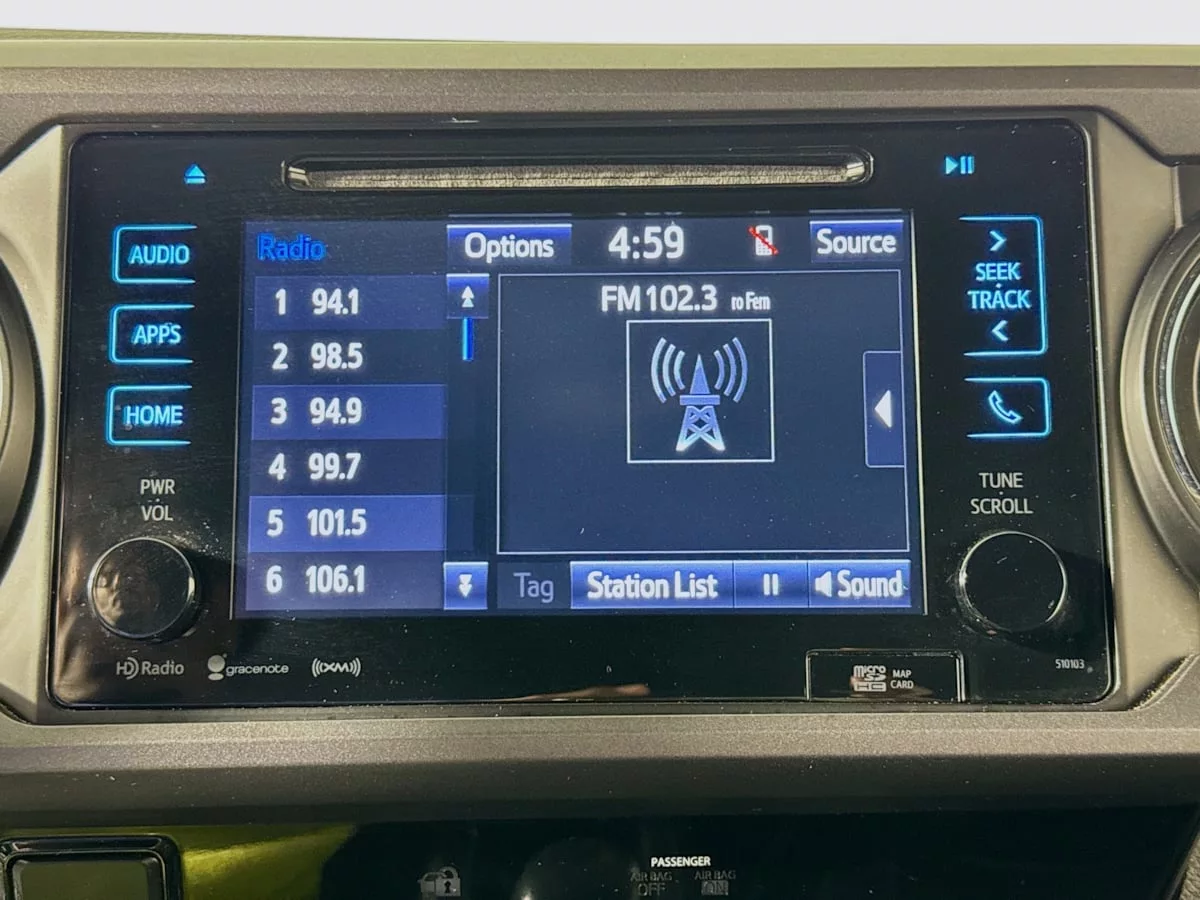 AUDIO
APPS
HOME
PWR
VOL
Radio
Options
4:59
Source
1 94.1
2 98.5
3 94.9
4 99.7
5 101.5
6 106.1
FM 102.3 ro Fern
Tag
Station List
Sound
SEEK
TRACK
TUNE
SCROLL
HD Radio
gracenote
((XM))
micro
SD
HC
MAP
CARD
510103
PASSENGER
AIR BAG
OFF
AIR BAG
ON